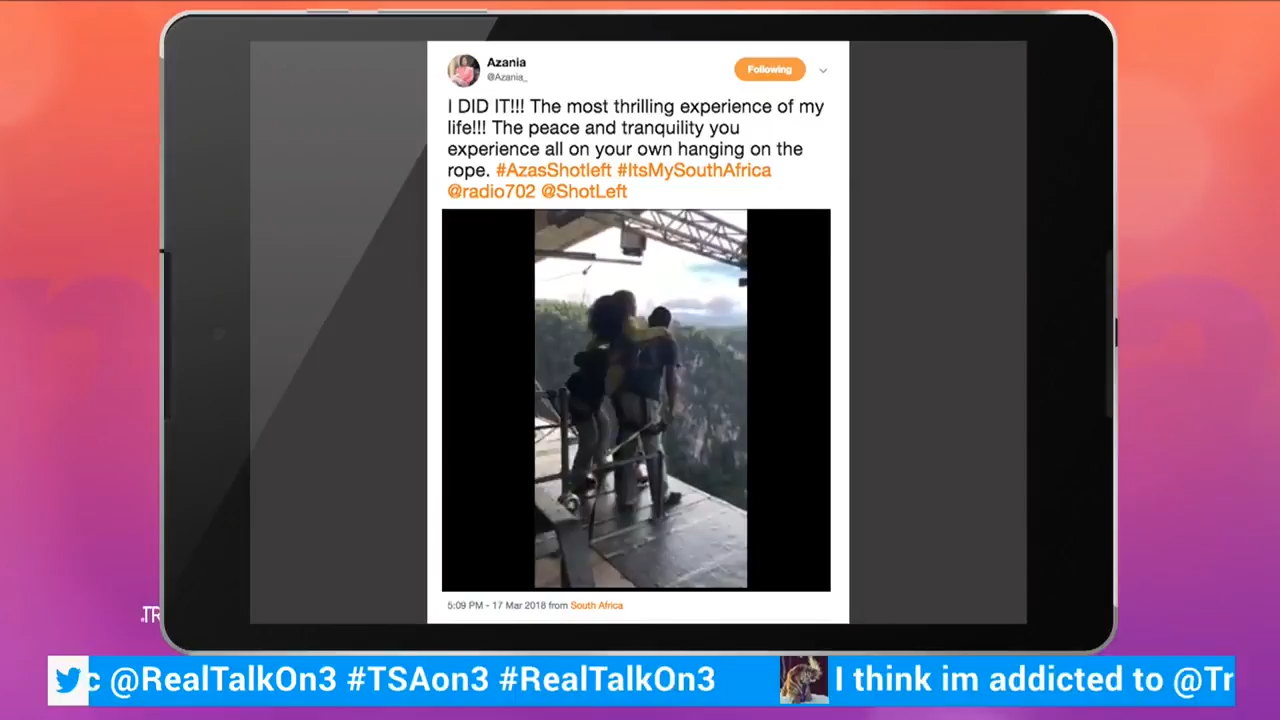 Azania
@Azania_
Following
I DID IT!!! The most thrilling experience of my
life!!! The peace and tranquility you
experience all on your own hanging on the
rope. #AzasShotleft #ItsMySouthAfrica
@radio702 @ShotLeft
5:09 PM - 17 Mar 2018 from South Africa
.TR
c @RealTalkOn3 #TSAon3 #RealTalkOn3 I think im addicted to @Tr